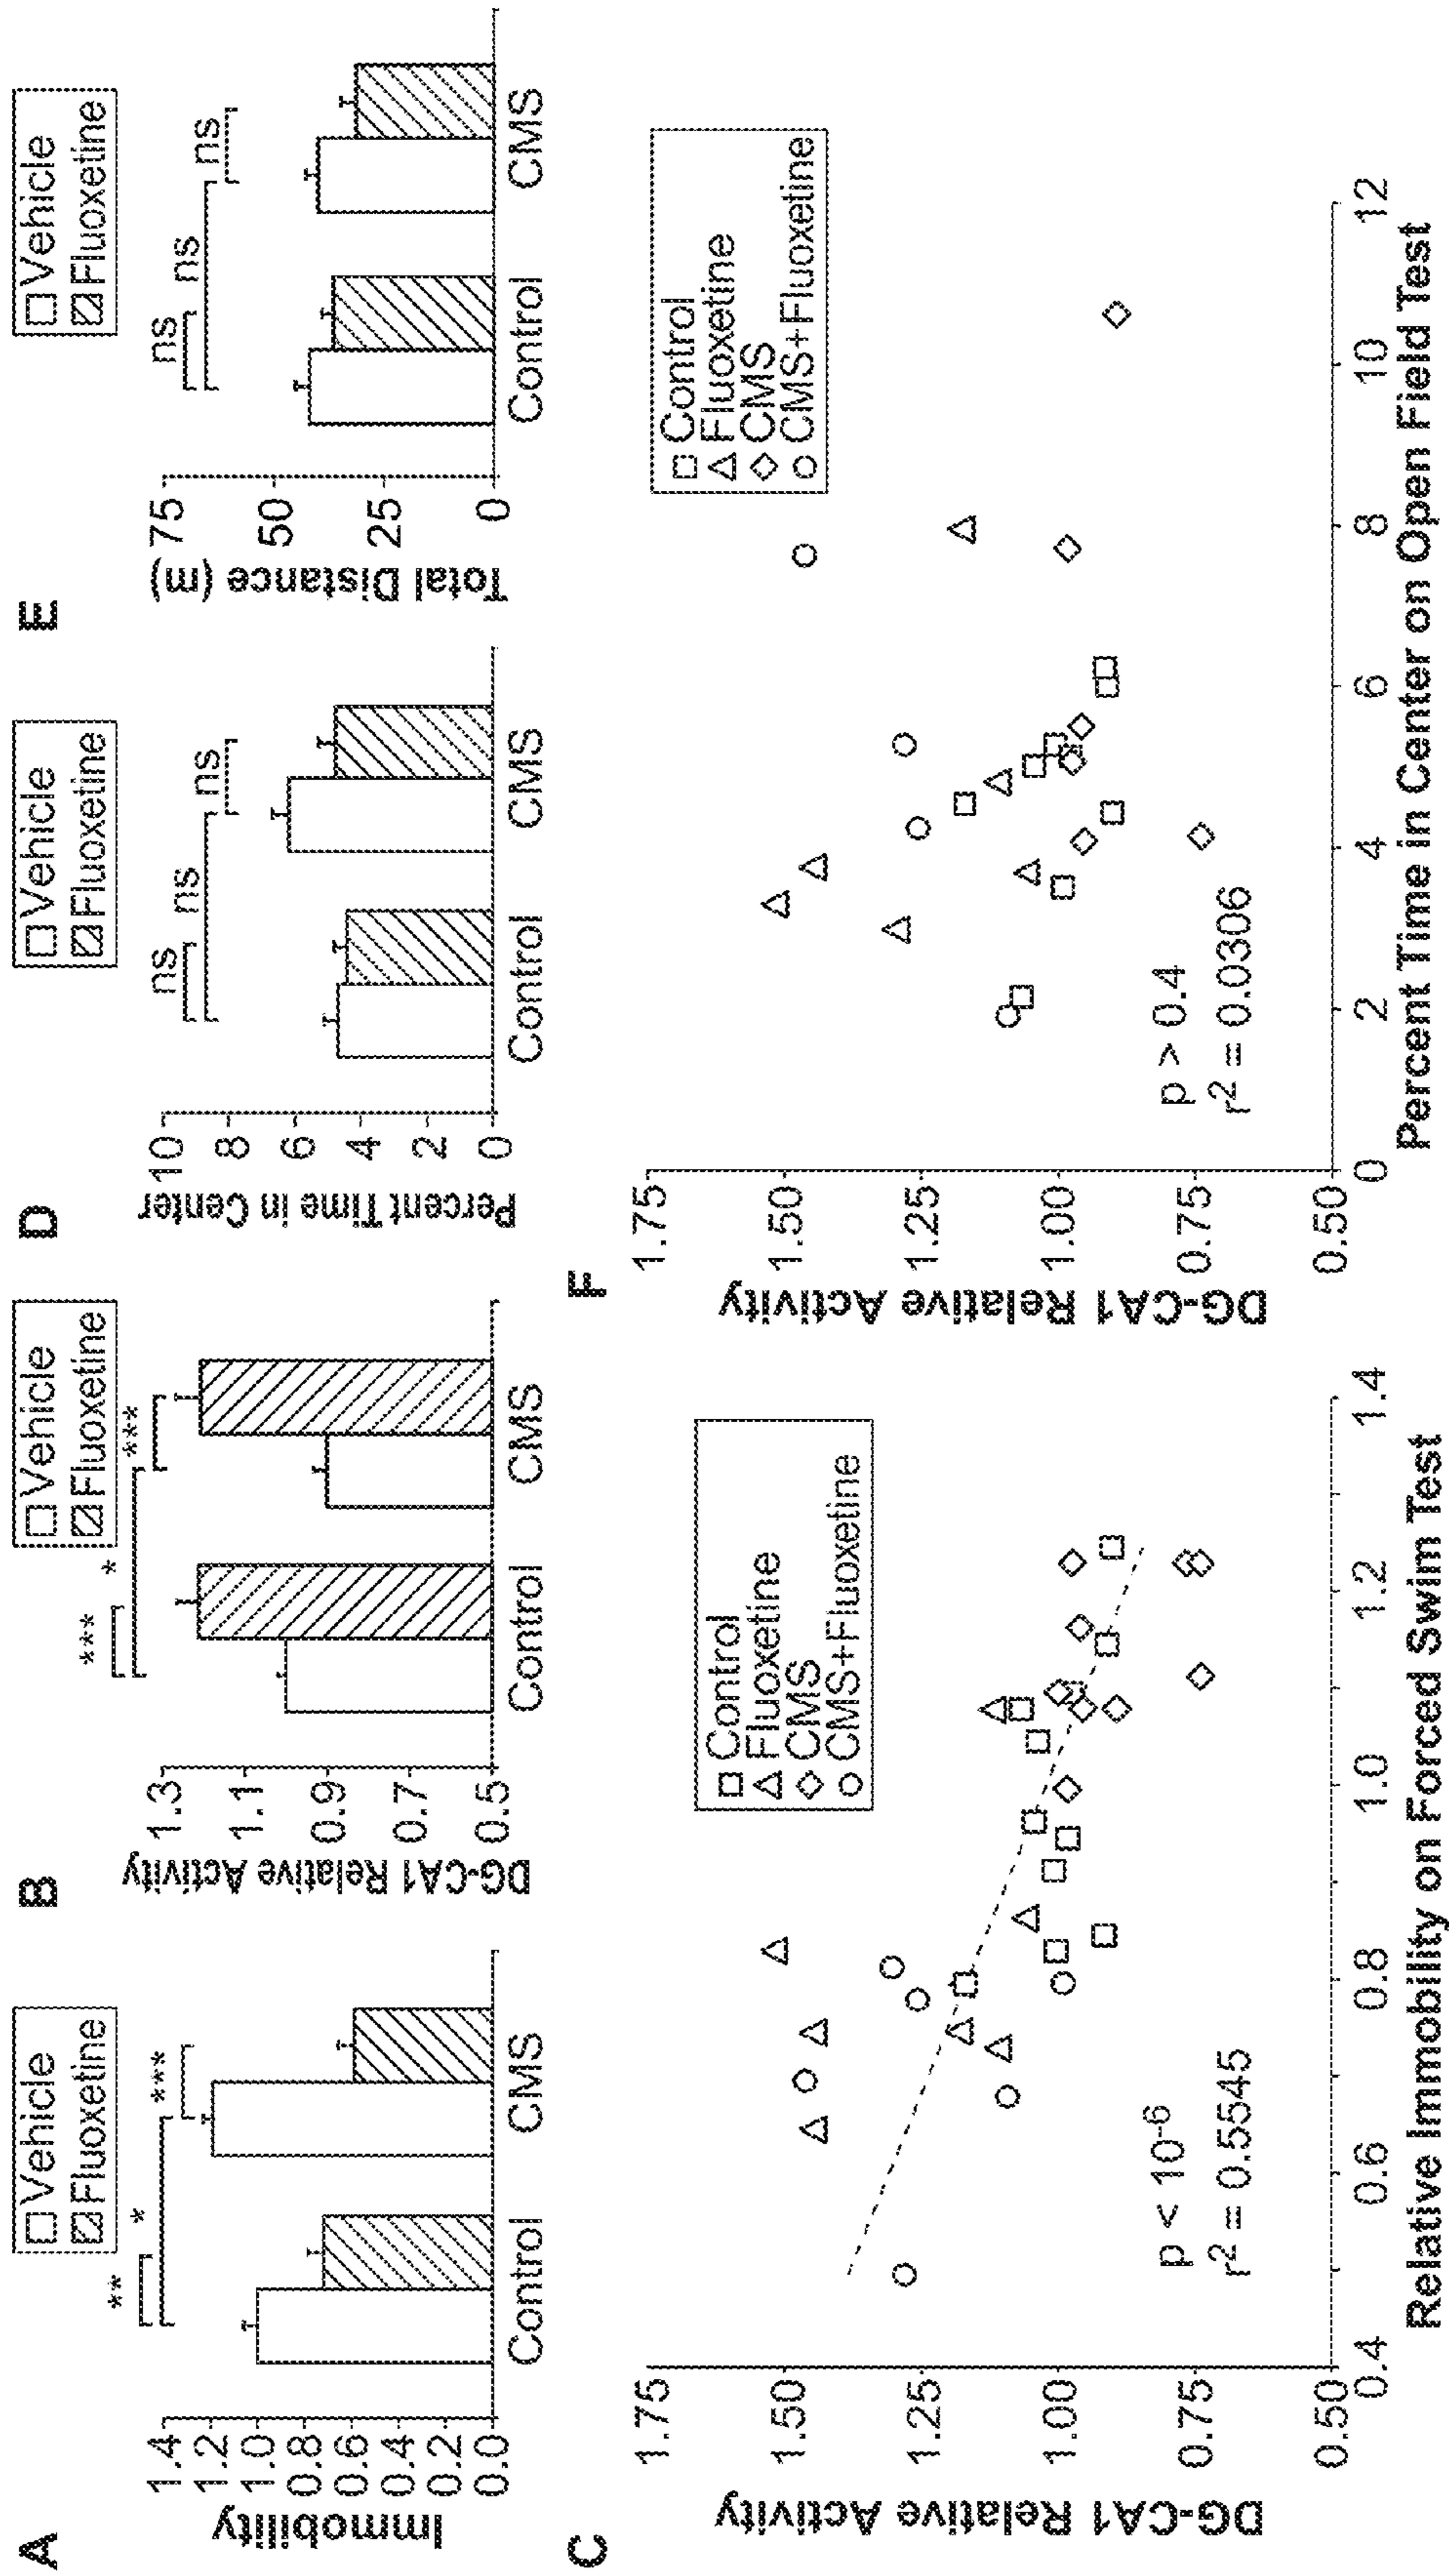 A
Vehicle
Fluoxetine
Immobility
1.4
1.2
1.0
0.8
0.6
0.4
0.2
0.0
**
*
***
Control
CMS
B
Vehicle
Fluoxetine
DG-CA1 Relative Activity
1.3
1.1
0.9
0.7
0.5
***
*
***
Control
CMS
D
Vehicle
Fluoxetine
Percent Time in Center
10
8
6
4
2
0
ns
ns
ns
Control
CMS
E
Vehicle
Fluoxetine
Total Distance (m)
75
50
25
0
ns
ns
ns
Control
CMS
C
DG-CA1 Relative Activity
1.75
1.50
1.25
1.00
0.75
0.50
Control
Fluoxetine
CMS
CMS+Fluoxetine
p < 10-6
r2 = 0.5545
0.4
0.6
0.8
1.0
1.2
1.4
Relative Immobility on Forced Swim Test
F
DG-CA1 Relative Activity
1.75
1.50
1.25
1.00
0.75
0.50
Control
Fluoxetine
CMS
CMS+Fluoxetine
p > 0.4
r2 = 0.0306
0
2
4
6
8
10
12
Percent Time in Center on Open Field Test